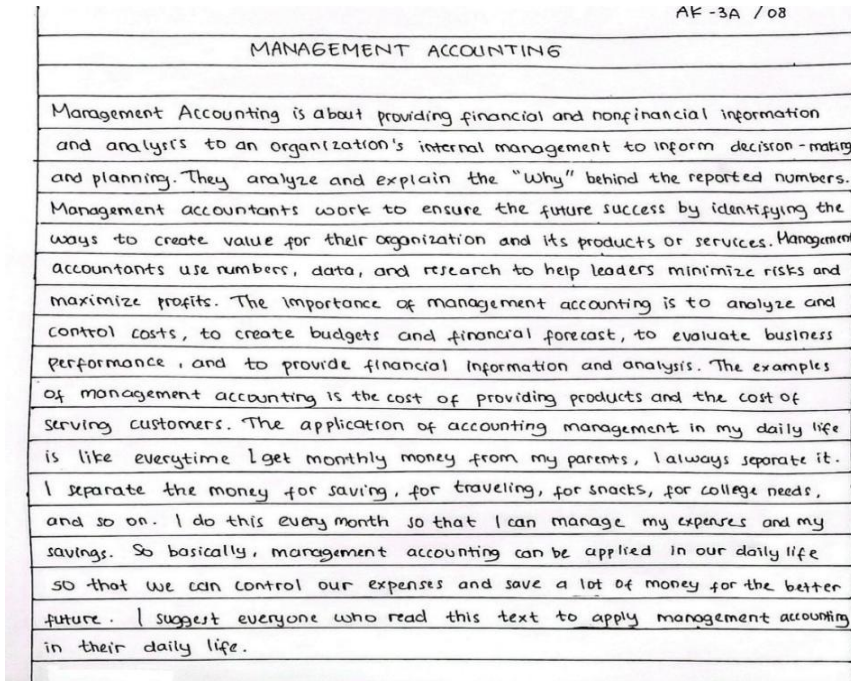 AK-3A / 08
MANAGEMENT ACCOUNTING
Management Accounting is about providing financial and nonfinancial information
and analysis to an organization's internal management to inform decision-making
and planning. They analyze and explain the "Why" behind the reported numbers.
Management accountants work to ensure the future success by identifying the
ways to create value for their organization and its products or services. Management
accountants use numbers, data, and research to help leaders minimize risks and
maximize profits. The importance of management accounting is to analyze and
control costs, to create budgets and financial forecast, to evaluate business
performance, and to provide financial information and analysis. The examples
of management accounting is the cost of providing products and the cost of
serving customers. The application of accounting management in my daily life
is like everytime I get monthly money from my parents, I always separate it.
I separate the money for saving, for traveling, for snacks, for college needs,
and so on. I do this every month so that I can manage my expenses and my
savings. So basically, management accounting can be applied in our daily life
so that we can control our expenses and save a lot of money for the better
future. I suggest everyone who read this text to apply management accounting
in their daily life.